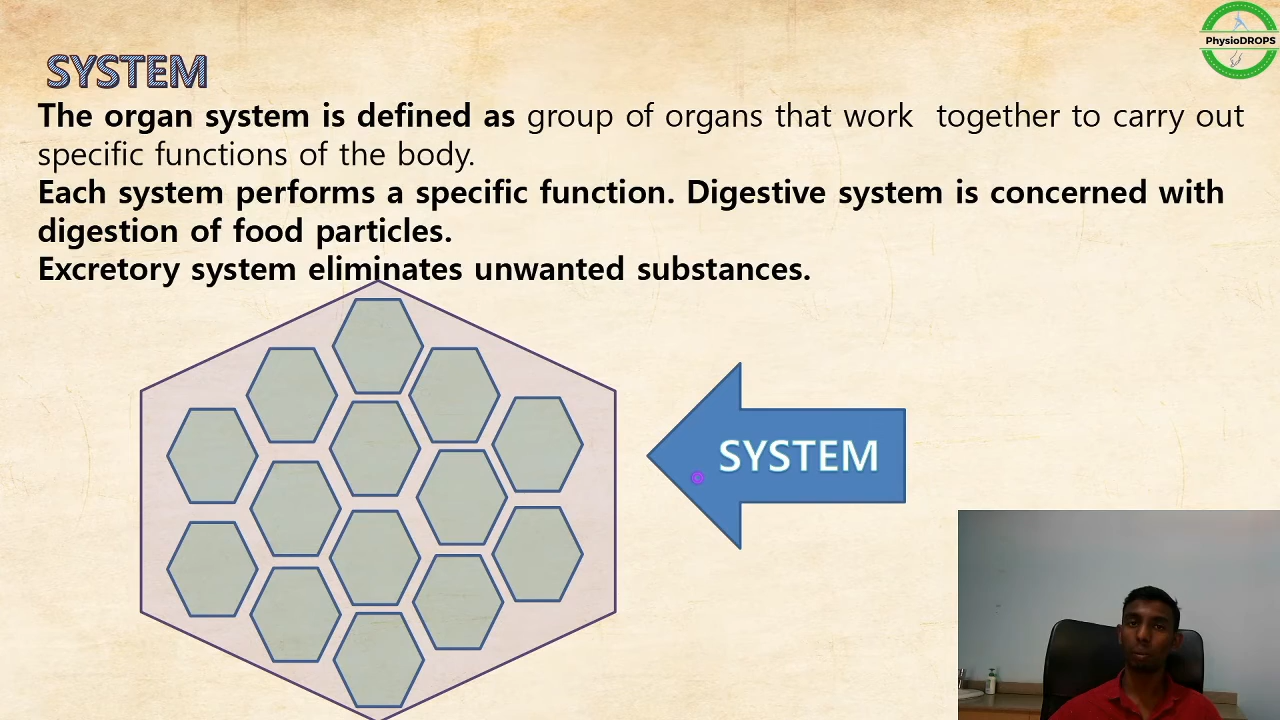 PhysioDROPS
SYSTEM
The organ system is defined as group of organs that work together to carry out
specific functions of the body.
Each system performs a specific function. Digestive system is concerned with
digestion of food particles.
Excretory system eliminates unwanted substances.
SYSTEM